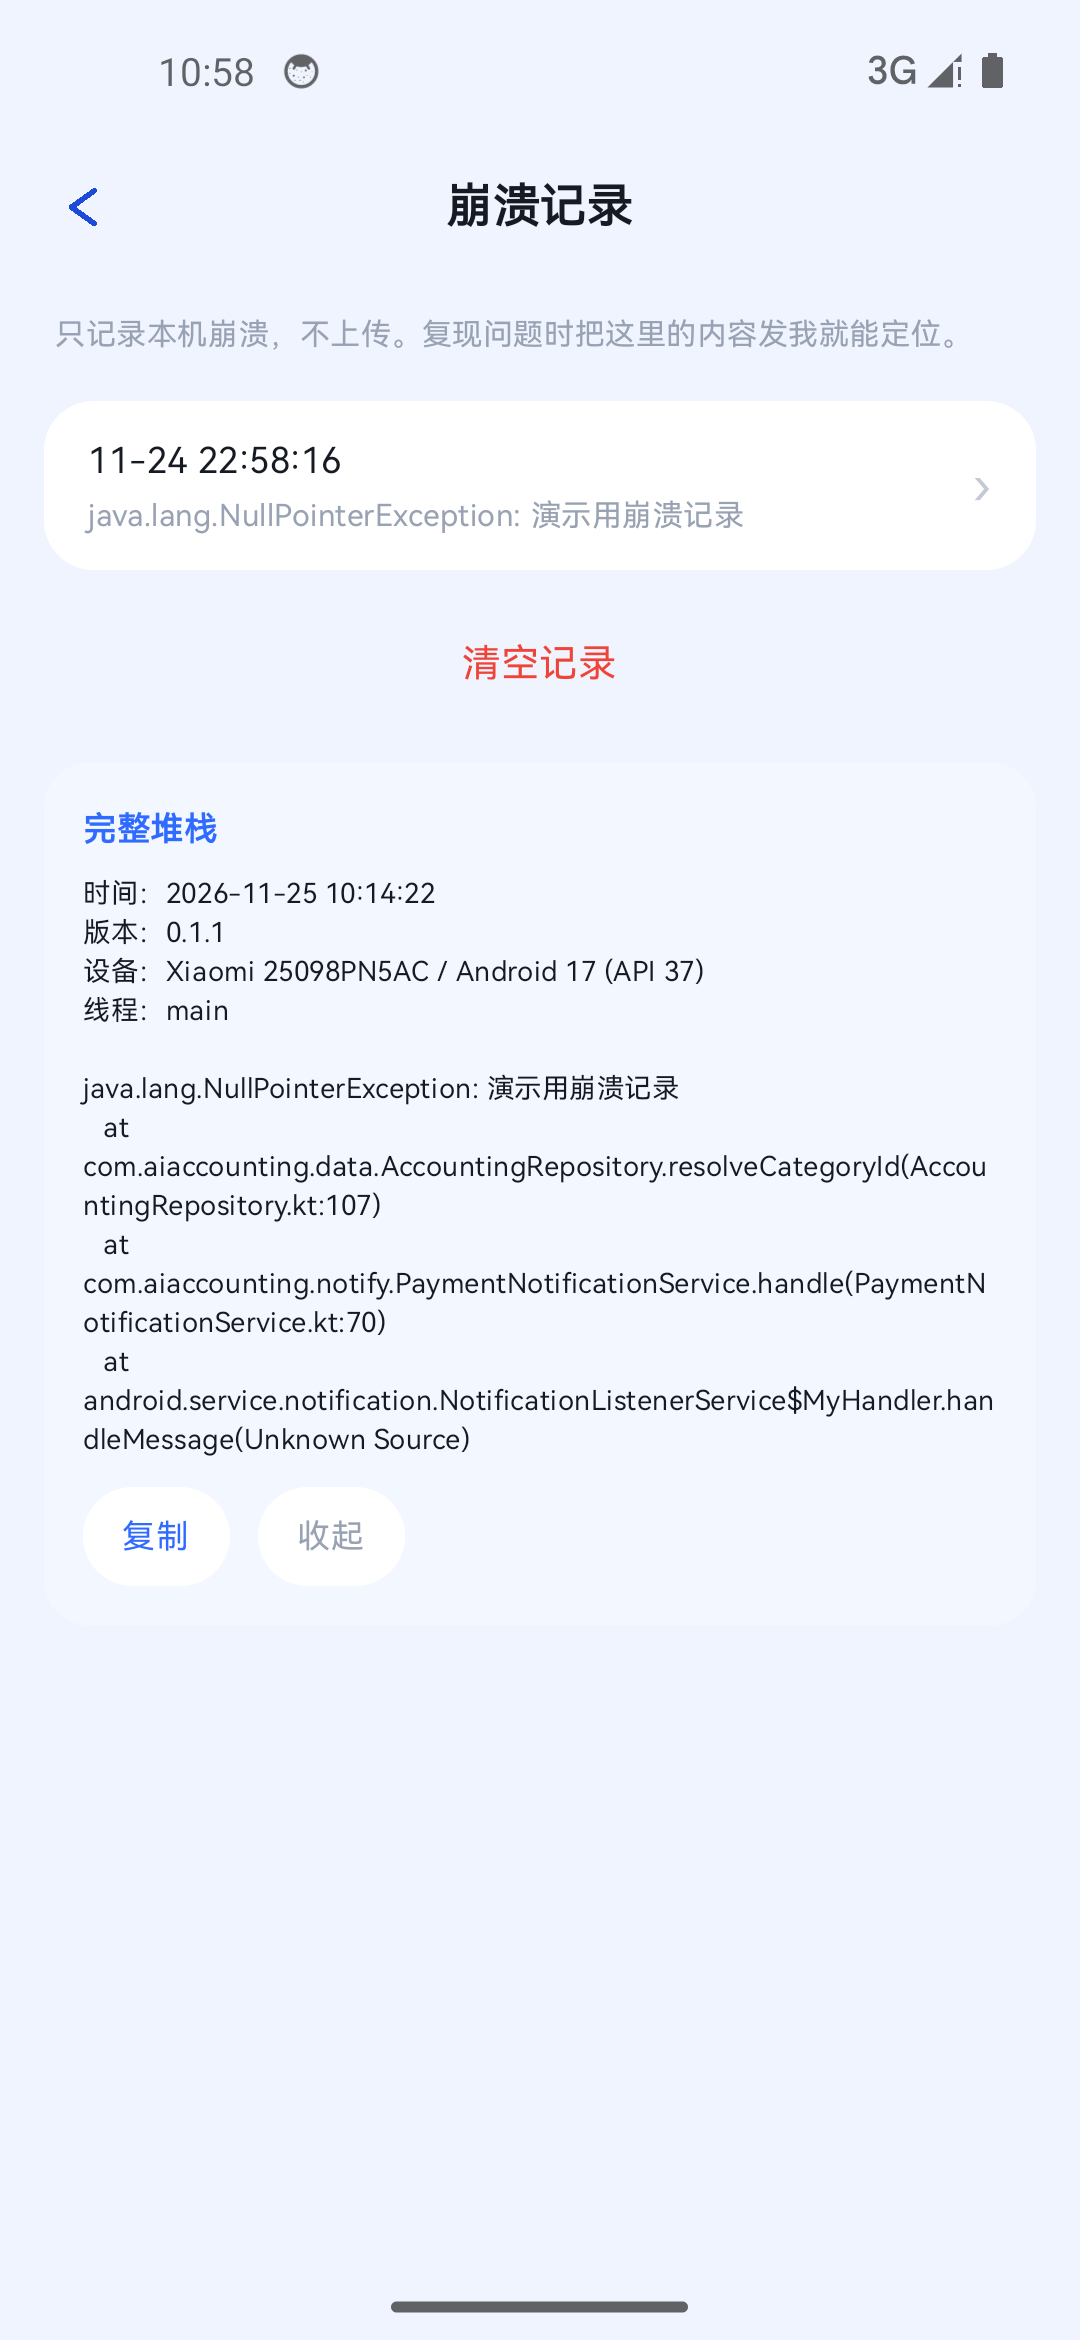 10:58
3G
崩溃记录
只记录本机崩溃，不上传。复现问题时把这里的内容发我就能定位。
11-24 22:58:16
java.lang.NullPointerException: 演示用崩溃记录
清空记录
完整堆栈
时间：2026-11-25 10:14:22
版本：0.1.1
设备：Xiaomi 25098PN5AC / Android 17 (API 37)
线程：main
java.lang.NullPointerException: 演示用崩溃记录
at
com.aiaccounting.data.AccountingRepository.resolveCategoryId(Accou
ntingRepository.kt:107)
at
com.aiaccounting.notify.PaymentNotificationService.handle(PaymentN
otificationService.kt:70)
at
android.service.notification.NotificationListenerService$MyHandler.han
dleMessage(Unknown Source)
复制
收起